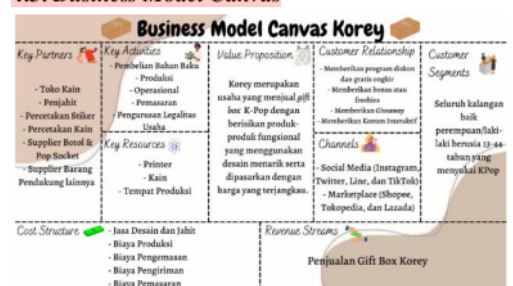 Business Model Canvas
Business Model Canvas Korey
Key Partners
- Toko Kain
- Penjahit
- Percetakan Stiker
- Percetakan Kain
- Supplier Botol &
Pop Socket
- Supplier Barang
Pendukung lainnya
Key Activities
- Pembelian Bahan Baku
- Produksi
- Operasional
- Pemasaran
- Pengurusan Legalitas
Usaha
Key Resources
- Printer
- Kain
- Tempat Produksi
Value Proposition
Korey merupakan
usaha yang menjual gift
box K-Pop dengan
berisikan produk-
produk fungsional
yang menggunakan
desain menarik serta
dipasarkan dengan
harga yang terjangkau.
Customer Relationship
- Memberikan program diskon
dan gratis ongkir
- Memberikan bonus atau
freebies
- Memberikan Giveaway
- Memberikan Konten Interaktif
Channels
- Social Media (Instagram,
Twitter, Line, dan TikTok)
- Marketplace (Shopee,
Tokopedia, dan Lazada)
Customer
Segments
Seluruh kalangan
baik
perempuan/laki-
laki berusia 13-44
tahun yang
menyukai KPop
Cost Structure
- Jasa Desain dan Jahit
- Biaya Produksi
- Biaya Pengemasan
- Biaya Pengiriman
- Biaya Pemasaran
Revenue Streams
Penjualan Gift Box Korey